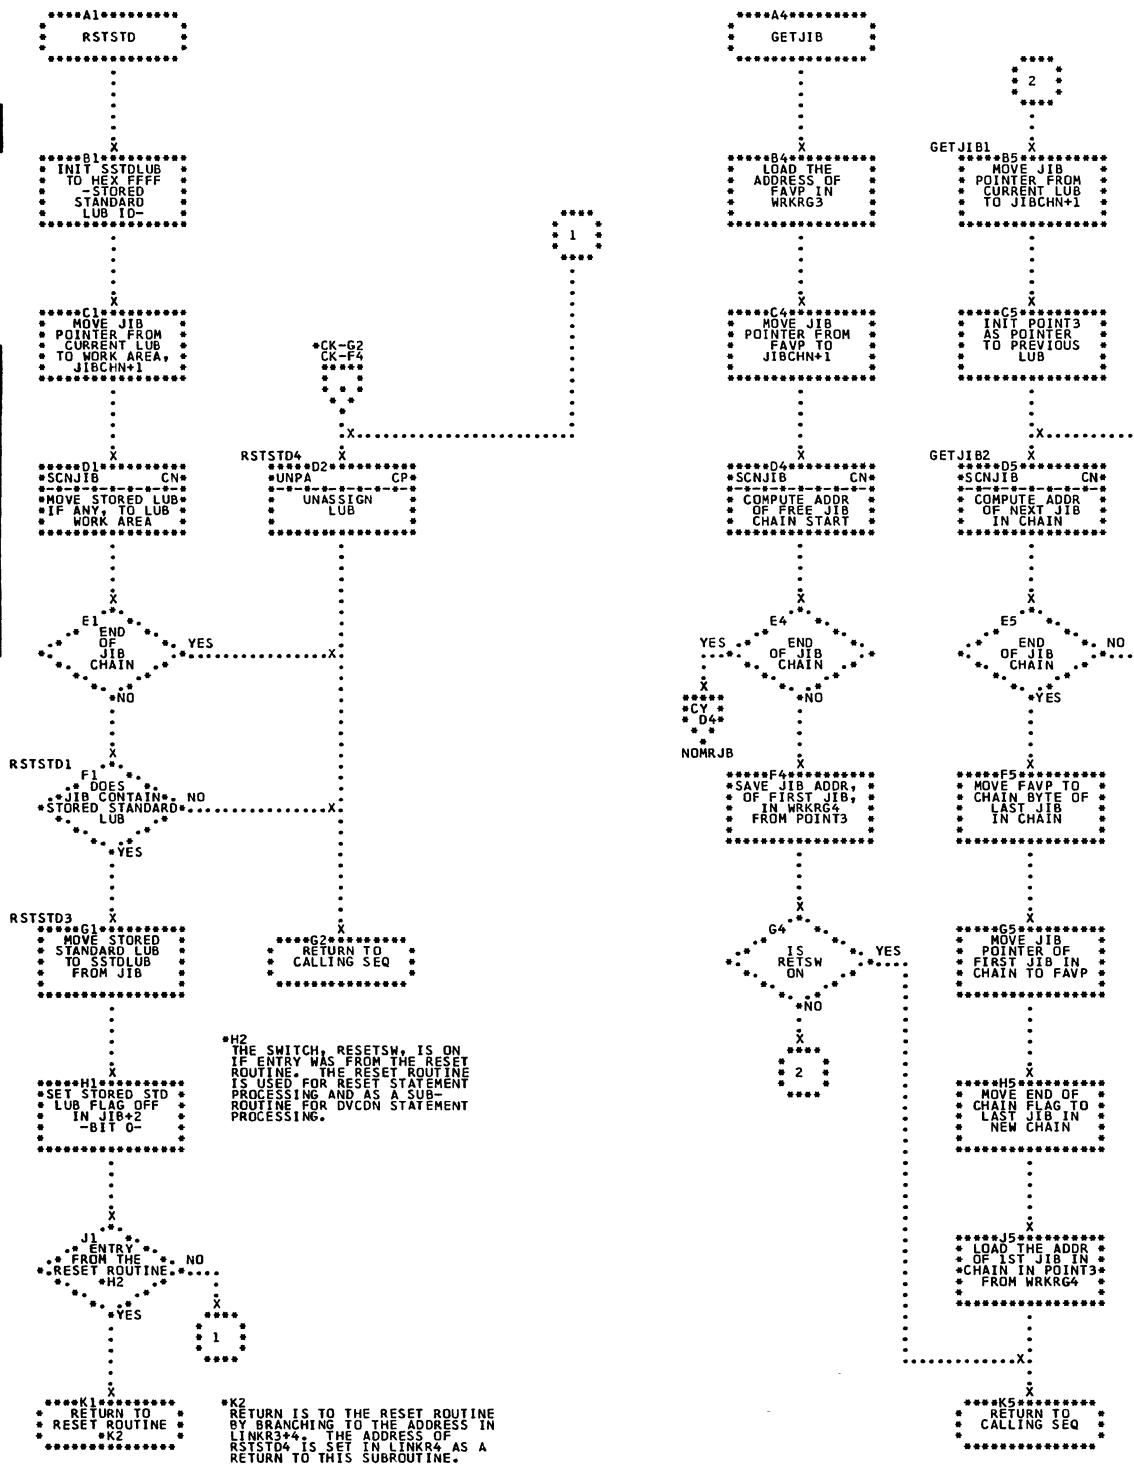 A1
RSTSTD
B1
INIT SSTDLUB
TO HEX FFFF
-STORED
STANDARD
LUB ID-
C1
MOVE JIB
POINTER FROM
CURRENT LUB
TO WORK AREA,
JIBCHN+1
D1
*SCNJIB CN*
*MOVE STORED LUB*
IF ANY, TO LUB
WORK AREA
E1
END
OF
JIB
CHAIN
YES
*NO
RSTSTD1
F1
DOES
JIB CONTAIN
*STORED STANDARD*
LUB
NO
*YES
RSTSTD3
G1
MOVE STORED
STANDARD LUB
TO SSTDLUB
FROM JIB
H1
*SET STORED STD
LUB FLAG OFF
IN JIB+2
-BIT 0-
J1
ENTRY
FROM THE
RESET ROUTINE
*H2
NO
*YES
1
K1
RETURN TO
RESET ROUTINE
*K2
*CK-G2
CK-F4
1
RSTSTD4
D2
*UNPA CP*
UNASSIGN
LUB
G2
RETURN TO
CALLING SEQ
*H2
THE SWITCH, RESETSW, IS ON
IF ENTRY WAS FROM THE RESET
ROUTINE. THE RESET ROUTINE
IS USED FOR RESET STATEMENT
PROCESSING AND AS A SUB-
ROUTINE FOR DVCDN STATEMENT
PROCESSING.
*K2
RETURN IS TO THE RESET ROUTINE
BY BRANCHING TO THE ADDRESS IN
LINKR3+4. THE ADDRESS OF
RSTSTD4 IS SET IN LINKR4 AS A
RETURN TO THIS SUBROUTINE.
A4
GETJIB
B4
LOAD THE
ADDRESS OF
FAVP IN
WRKRG3
C4
MOVE JIB
POINTER FROM
FAVP TO
JIBCHN+1
D4
*SCNJIB CN*
COMPUTE ADDR
OF FREE JIB
CHAIN START
E4
END
OF JIB
CHAIN
YES
*NO
CY
D4*
NOMRJB
F4
*SAVE JIB ADDR,
OF FIRST JIB,
IN WRKRG4
FROM POINT3
G4
IS
RETSW
ON
YES
*NO
2
2
GETJIB1
B5
MOVE JIB
POINTER FROM
CURRENT LUB
TO JIBCHN+1
C5
INIT POINT3
AS POINTER
TO PREVIOUS
LUB
GETJIB2
D5
*SCNJIB CN*
COMPUTE ADDR
OF NEXT JIB
IN CHAIN
E5
END
OF JIB
CHAIN
NO
*YES
F5
MOVE FAVP TO
CHAIN BYTE OF
LAST JIB
IN CHAIN
G5
MOVE JIB
POINTER OF
FIRST JIB IN
CHAIN TO FAVP
H5
MOVE END OF
CHAIN FLAG TO
LAST JIB IN
NEW CHAIN
J5
LOAD THE ADDR
OF 1ST JIB IN
*CHAIN IN POINT3*
FROM WRKRG4
K5
RETURN TO
CALLING SEQ